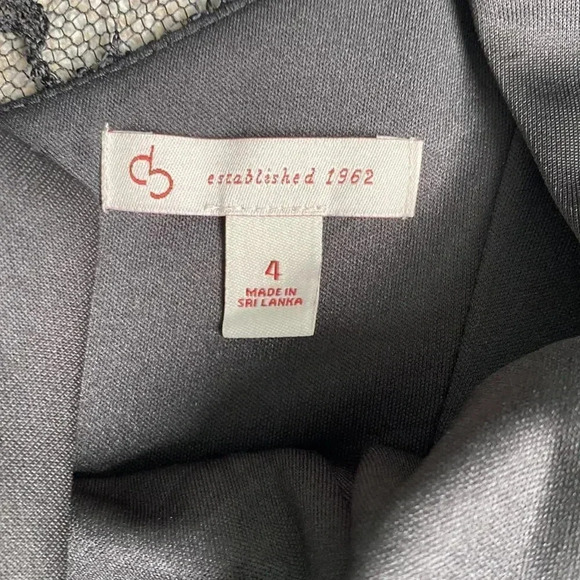 established 1962
4
MADE IN
SRI LANKA